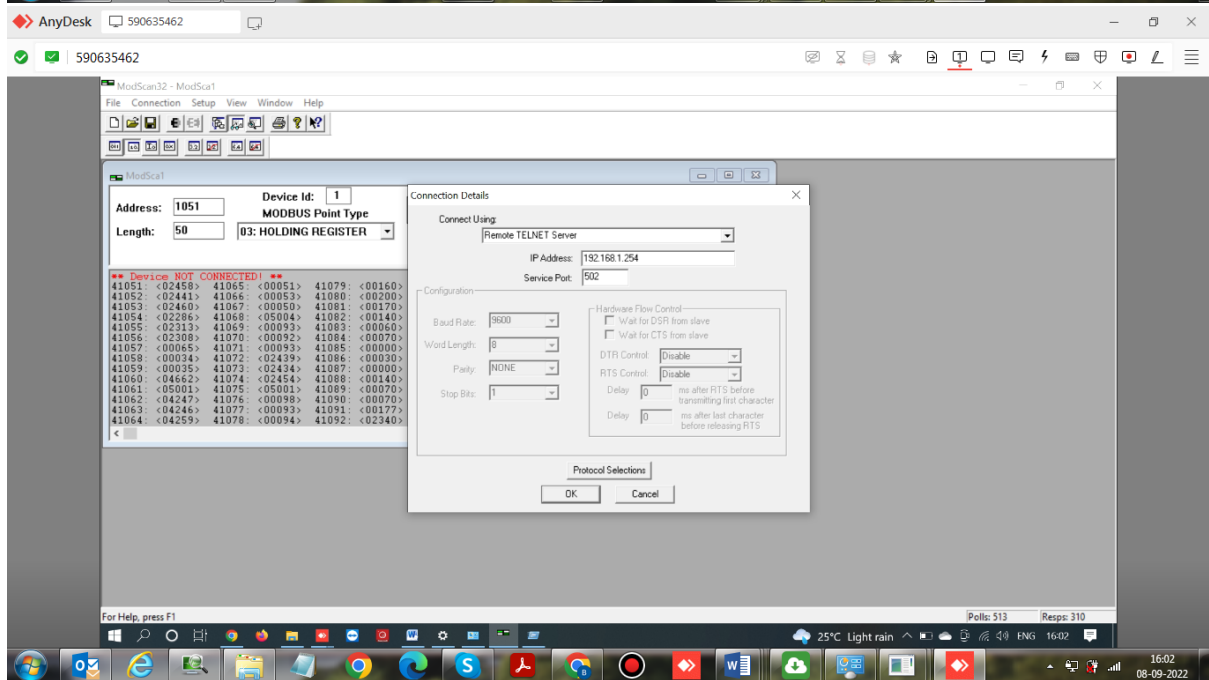 AnyDesk 590635462
590635462
ModScan32 - ModSca1
File Connection Setup View Window Help
ModSca1
Address: 1051
Device Id: 1
MODBUS Point Type
Length: 50
03: HOLDING REGISTER
** Device NOT CONNECTED! **
41051: <02458> 41065: <00051> 41079: <00160>
41052: <02441> 41066: <00053> 41080: <00200>
41053: <02460> 41067: <00050> 41081: <00170>
41054: <02286> 41068: <05004> 41082: <00140>
41055: <02313> 41069: <00093> 41083: <00060>
41056: <02308> 41070: <00092> 41084: <00070>
41057: <00065> 41071: <00093> 41085: <00000>
41058: <00034> 41072: <02439> 41086: <00030>
41059: <00035> 41073: <02434> 41087: <00000>
41060: <04662> 41074: <02454> 41088: <00140>
41061: <05001> 41075: <05001> 41089: <00070>
41062: <04247> 41076: <00098> 41090: <00070>
41063: <04246> 41077: <00093> 41091: <00177>
41064: <04259> 41078: <00094> 41092: <02340>
Connection Details
Connect Using:
Remote TELNET Server
IP Address: 192.168.1.254
Service Port: 502
Configuration
Baud Rate: 9600
Word Length: 8
Parity: NONE
Stop Bits: 1
Hardware Flow Control
Wait for DSR from slave
Wait for CTS from slave
DTR Control: Disable
RTS Control: Disable
Delay 0 ms after RTS before
transmitting first character
Delay 0 ms after last character
before releasing RTS
Protocol Selections
OK Cancel
For Help, press F1
Polls: 513 Resps: 310
25°C Light rain ENG 16:02
16:02
08-09-2022